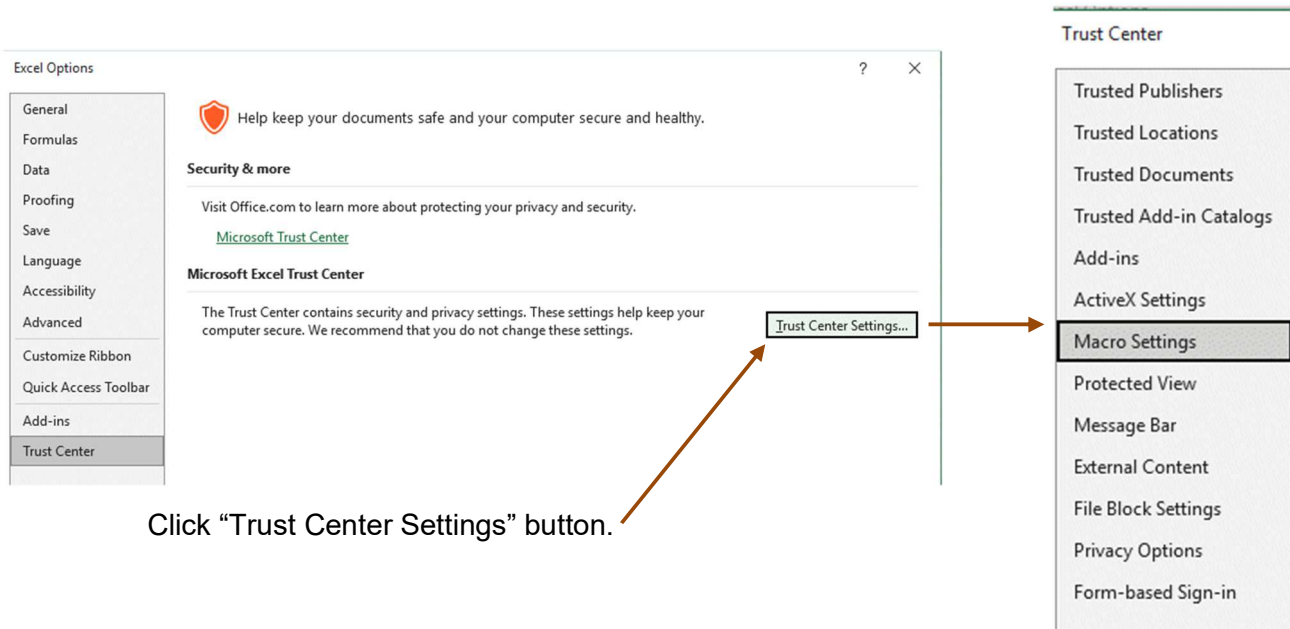 Excel Options
?
×
General
Formulas
Data
Proofing
Save
Language
Accessibility
Advanced
Customize Ribbon
Quick Access Toolbar
Add-ins
Trust Center
Help keep your documents safe and your computer secure and healthy.
Security & more
Visit Office.com to learn more about protecting your privacy and security.
Microsoft Trust Center
Microsoft Excel Trust Center
The Trust Center contains security and privacy settings. These settings help keep your
computer secure. We recommend that you do not change these settings.
Trust Center Settings...
Click “Trust Center Settings” button.
Trust Center
Trusted Publishers
Trusted Locations
Trusted Documents
Trusted Add-in Catalogs
Add-ins
ActiveX Settings
Macro Settings
Protected View
Message Bar
External Content
File Block Settings
Privacy Options
Form-based Sign-in